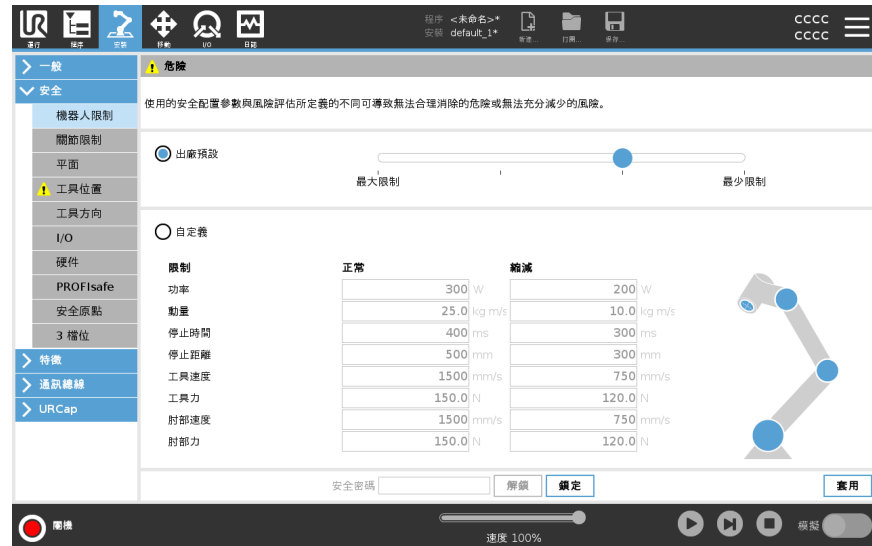 UR
運行 程序 安裝 移動 I/O 日誌
程序 <未命名>*
安裝 default_1*
新建... 打開... 保存...
cccc
cccc
一般
安全
機器人限制
關節限制
平面
工具位置
工具方向
I/O
硬件
PROFIsafe
安全原點
3 檔位
特徵
通訊總線
URCap
危險
使用的安全配置參數與風險評估所定義的不同可導致無法合理消除的危險或無法充分減少的風險。
出廠預設
最大限制 最少限制
自定義
限制 正常 縮減
功率 300 W 200 W
動量 25.0 kg m/s 10.0 kg m/s
停止時間 400 ms 300 ms
停止距離 500 mm 300 mm
工具速度 1500 mm/s 750 mm/s
工具力 150.0 N 120.0 N
肘部速度 1500 mm/s 750 mm/s
肘部力 150.0 N 120.0 N
安全密碼 解鎖 鎖定 套用
關機
速度 100%
模擬